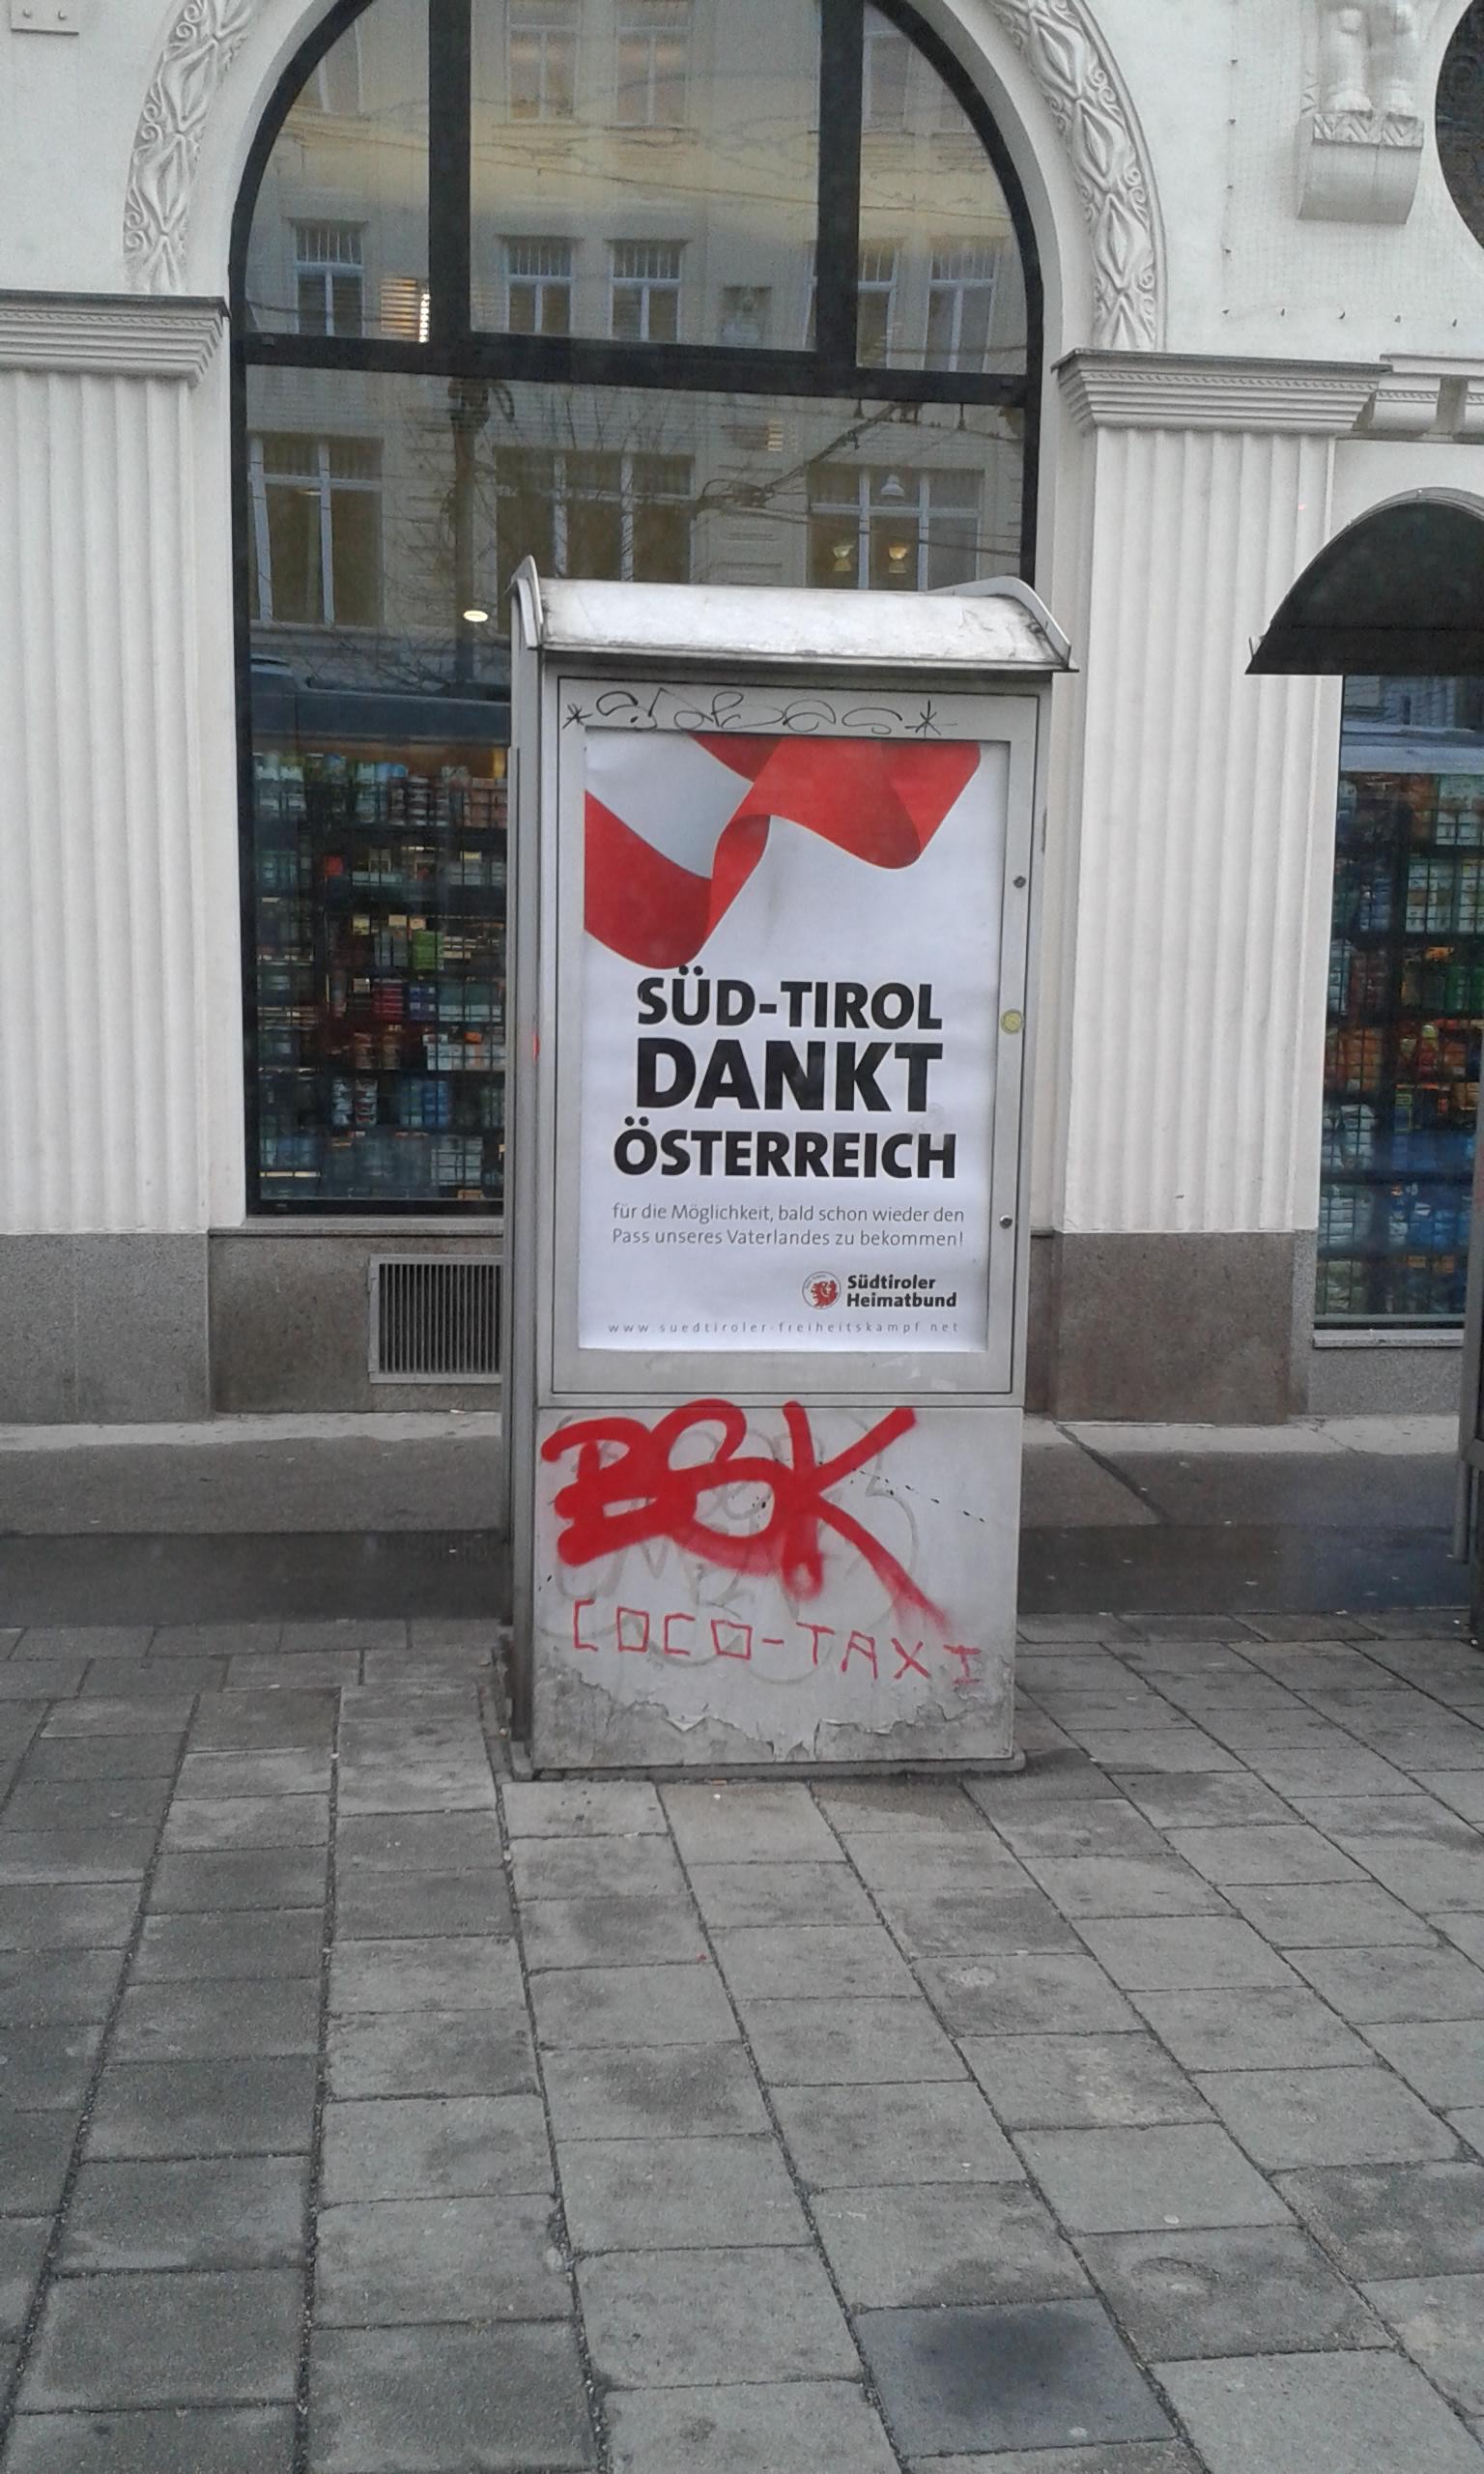 SÜD-TIROL
DANKT
ÖSTERREICH
für die Möglichkeit, bald schon wieder den
Pass unseres Vaterlandes zu bekommen!
Südtiroler
Heimatbund
www.suedtiroler-freiheitskampf.net
BSK
COCO-TAXI